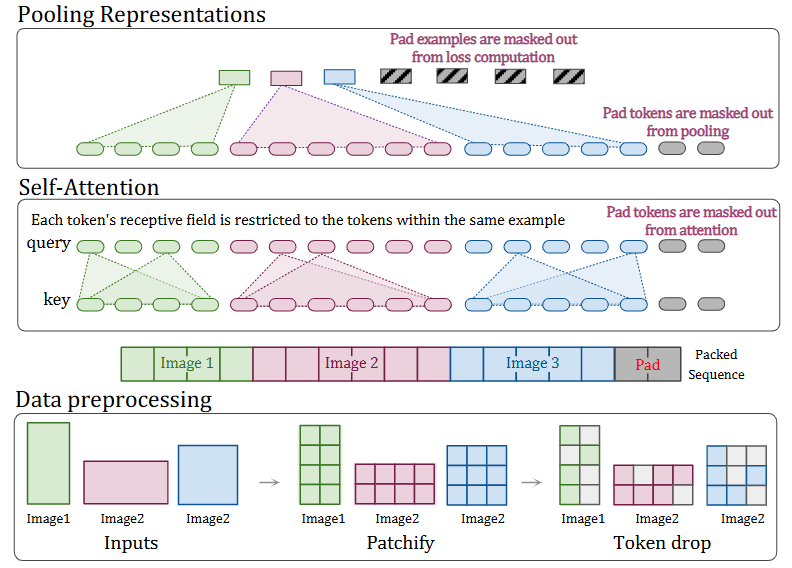 Pooling Representations
Pad examples are masked out
from loss computation
Pad tokens are masked out
from pooling
Self-Attention
Each token's receptive field is restricted to the tokens within the same example
Pad tokens are masked out
from attention
query
key
Image 1
Image 2
Image 3
Pad
Packed
Sequence
Data preprocessing
Image1
Image2
Image2
Image1
Image2
Image2
Image1
Image2
Image2
Inputs
Patchify
Token drop